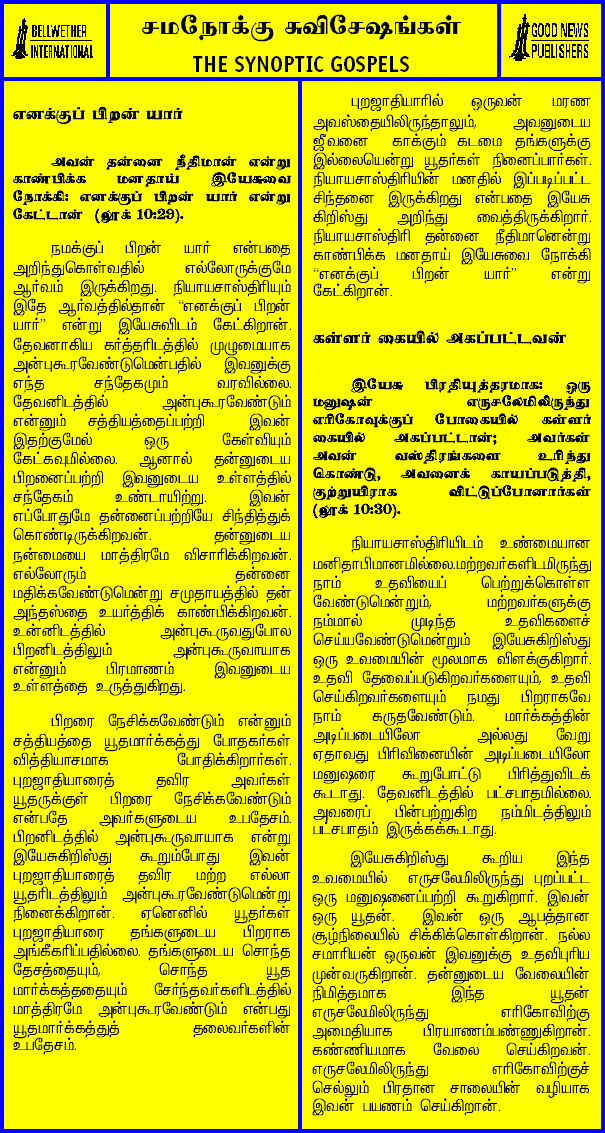 BELLWETHER
INTERNATIONAL
சமநோக்கு சுவிசேஷங்கள்
THE SYNOPTIC GOSPELS
GOOD NEWS
PUBLISHERS
எனக்குப் பிறன் யார்
அவன் தன்னை நீதிமான் என்று
காண்பிக்க மனதாய் இயேசுவை
நோக்கி: எனக்குப் பிறன் யார் என்று
கேட்டான் (லூக் 10:29).
நமக்குப் பிறன் யார் என்பதை
அறிந்துகொள்வதில் எல்லோருக்குமே
ஆர்வம் இருக்கிறது. நியாயசாஸ்திரியும்
இதே ஆர்வத்தில்தான் “எனக்குப் பிறன்
யார்” என்று இயேசுவிடம் கேட்கிறான்.
தேவனாகிய கர்த்தரிடத்தில் முழுமையாக
அன்புகூரவேண்டுமென்பதில் இவனுக்கு
எந்த சந்தேகமும் வரவில்லை.
தேவனிடத்தில் அன்புகூரவேண்டும்
என்னும் சத்தியத்தைப்பற்றி இவன்
இதற்குமேல் ஒரு கேள்வியும்
கேட்கவுமில்லை. ஆனால் தன்னுடைய
பிறனைப்பற்றி இவனுடைய உள்ளத்தில்
சந்தேகம் உண்டாயிற்று. இவன்
எப்போதுமே தன்னைப்பற்றியே சிந்தித்துக்
கொண்டிருக்கிறவன். தன்னுடைய
நன்மையை மாத்திரமே விசாரிக்கிறவன்.
எல்லோரும் தன்னை
மதிக்கவேண்டுமென்று சமுதாயத்தில் தன்
அந்தஸ்தை உயர்த்திக் காண்பிக்கிறவன்.
உன்னிடத்தில் அன்புகூருவதுபோல
பிறனிடத்திலும் அன்புகூருவாயாக
என்னும் பிரமாணம் இவனுடைய
உள்ளத்தை உருத்துகிறது.
பிறரை நேசிக்கவேண்டும் என்னும்
சத்தியத்தை யூதமார்க்கத்து போதகர்கள்
வித்தியாசமாக போதிக்கிறார்கள்.
புறஜாதியாரைத் தவிர அவர்கள்
யூதருக்குள் பிறரை நேசிக்கவேண்டும்
என்பதே அவர்களுடைய உபதேசம்.
பிறனிடத்தில் அன்புகூருவாயாக என்று
இயேசுகிறிஸ்து கூறும்போது இவன்
புறஜாதியாரைத் தவிர மற்ற எல்லா
யூதரிடத்திலும் அன்புகூரவேண்டுமென்று
நினைக்கிறான். ஏனெனில் யூதர்கள்
புறஜாதியாரை தங்களுடைய பிறராக
அங்கீகரிப்பதில்லை. தங்களுடைய சொந்த
தேசத்தையும், சொந்த யூத
மார்க்கத்ததையும் சேர்ந்தவர்களிடத்தில்
மாத்திரமே அன்புகூரவேண்டும் என்பது
யூதமார்க்கத்துத் தலைவர்களின்
உபதேசம்.
புறஜாதியாரில் ஒருவன் மரண
அவஸ்தையிலிருந்தாலும், அவனுடைய
ஜீவனை காக்கும் கடமை தங்களுக்கு
இல்லையென்று யூதர்கள் நினைப்பார்கள்.
நியாயசாஸ்திரியின் மனதில் இப்படிப்பட்ட
சிந்தனை இருக்கிறது என்பதை இயேசு
கிறிஸ்து அறிந்து வைத்திருக்கிறார்.
நியாயசாஸ்திரி தன்னை நீதிமானென்று
காண்பிக்க மனதாய் இயேசுவை நோக்கி
“எனக்குப் பிறன் யார்” என்று
கேட்கிறான்.
கள்ளர் கையில் அகப்பட்டவன்
இயேசு பிரதியுத்தரமாக: ஒரு
மனுஷன் எருசலேமிலிருந்து
எரிகோவுக்குப் போகையில் கள்ளர்
கையில் அகப்பட்டான்; அவர்கள்
அவன் வஸ்திரங்களை உரிந்து
கொண்டு, அவனைக் காயப்படுத்தி,
குற்றுயிராக விட்டுப்போனார்கள்
(லூக் 10:30).
நியாயசாஸ்திரியிடம் உண்மையான
மனிதாபிமானமில்லை.மற்றவர்களிடமிருந்து
நாம் உதவியைப் பெற்றுக்கொள்ள
வேண்டுமென்றும், மற்றவர்களுக்கு
நம்மால் முடிந்த உதவிகளைச்
செய்யவேண்டுமென்றும் இயேசுகிறிஸ்து
ஒரு உவமையின் மூலமாக விளக்குகிறார்.
உதவி தேவைப்படுகிறவர்களையும், உதவி
செய்கிறவர்களையும் நமது பிறராகவே
நாம் கருதவேண்டும். மார்க்கத்தின்
அடிப்படையிலோ அல்லது வேறு
ஏதாவது பிரிவினையின் அடிப்படையிலோ
மனுஷரை கூறுபோட்டு பிரித்துவிடக்
கூடாது. தேவனிடத்தில் பட்சபாதமில்லை.
அவரைப் பின்பற்றுகிற நம்மிடத்திலும்
பட்சபாதம் இருக்கக்கூடாது.
இயேசுகிறிஸ்து கூறிய இந்த
உவமையில் எருசலேமிலிருந்து புறப்பட்ட
ஒரு மனுஷனைப்பற்றி கூறுகிறார். இவன்
ஒரு யூதன். இவன் ஒரு ஆபத்தான
சூழ்நிலையில் சிக்கிக்கொள்கிறான். நல்ல
சமாரியன் ஒருவன் இவனுக்கு உதவிபுரிய
முன்வருகிறான். தன்னுடைய வேலையின்
நிமித்தமாக இந்த யூதன்
எருசலேமிலிருந்து எரிகோவிற்கு
அமைதியாக பிரயாணம்பண்ணுகிறான்.
கண்ணியமாக வேலை செய்கிறவன்.
எருசலேமிலிருந்து எரிகோவிற்குச்
செல்லும் பிரதான சாலையின் வழியாக
இவன் பயணம் செய்கிறான்.